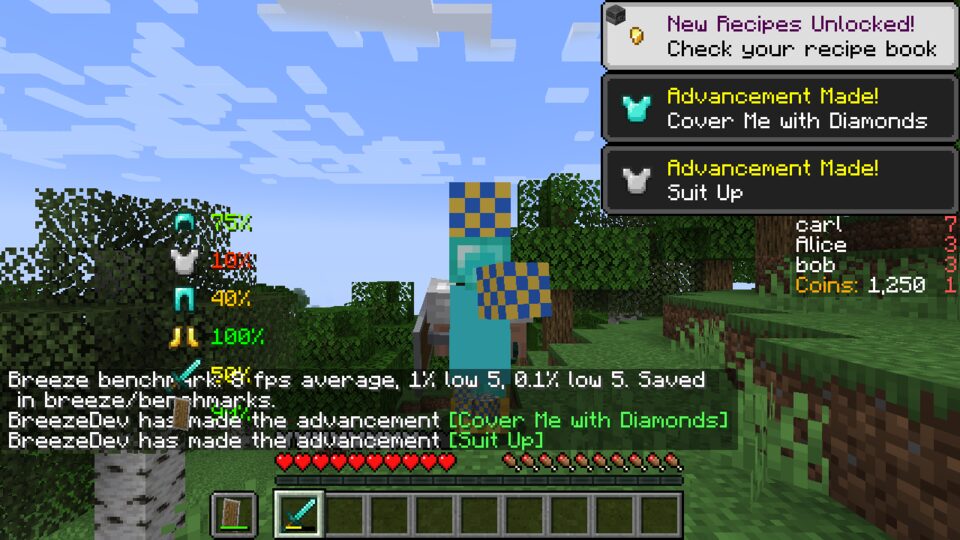 New Recipes Unlocked!
Check your recipe book
Advancement Made!
Cover Me with Diamonds
Advancement Made!
Suit Up
carl 7
Alice 3
bob 3
Coins: 1,250 1
75%
10%
40%
100%
50%
Breeze benchmark: 9 fps average, 1% low 5, 0.1% low 5. Saved
in breeze/benchmarks.
BreezeDev has made the advancement [Cover Me with Diamonds]
BreezeDev has made the advancement [Suit Up]